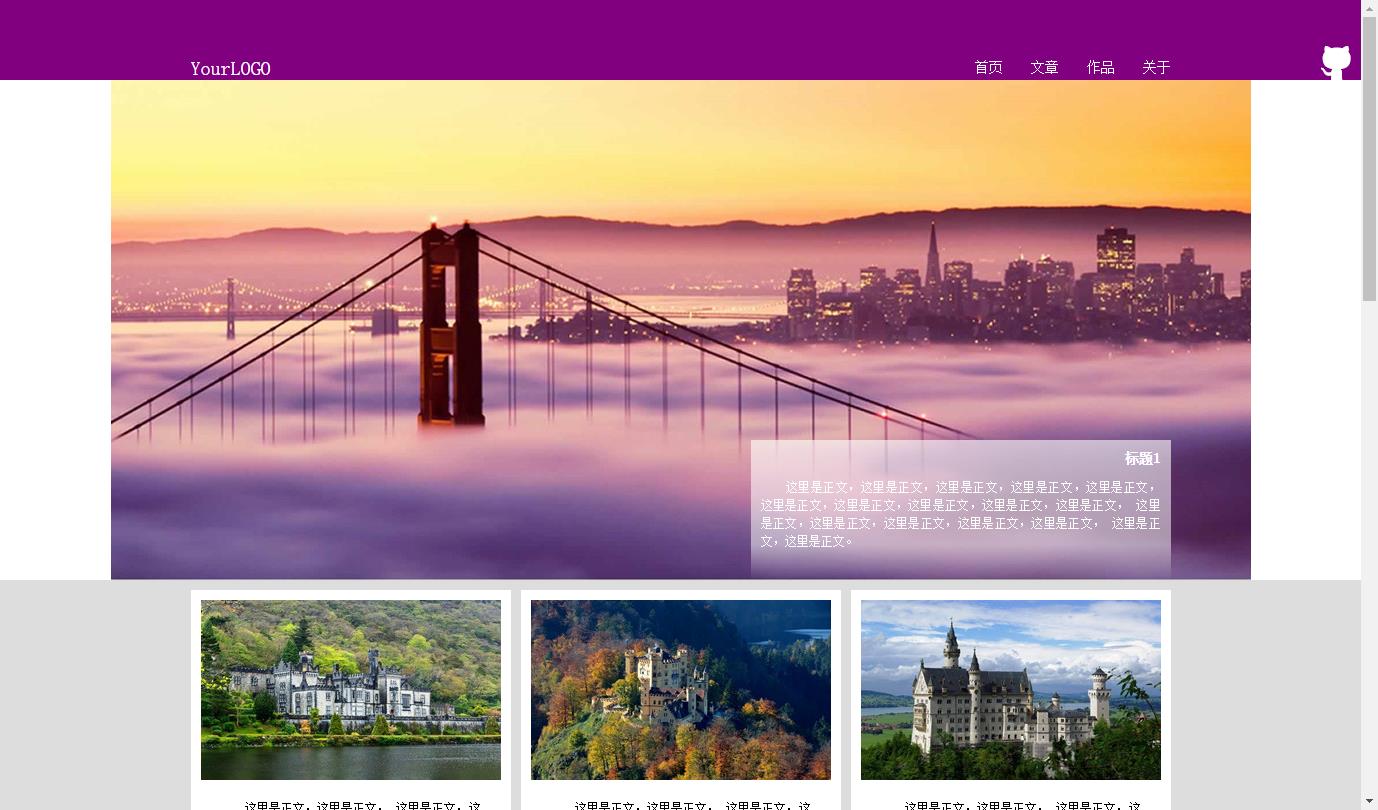 YourLOGO
首页 文章 作品 关于
标题1
这里是正文，这里是正文，这里是正文，这里是正文，这里是正文，
这里是正文，这里是正文，这里是正文，这里是正文，这里是正文， 这里
是正文，这里是正文，这里是正文，这里是正文，这里是正文， 这里是正
文，这里是正文。
这里是正文，这里是正文， 这里是正文，这
这里是正文，这里是正文， 这里是正文，这
这里是正文，这里是正文， 这里是正文，这